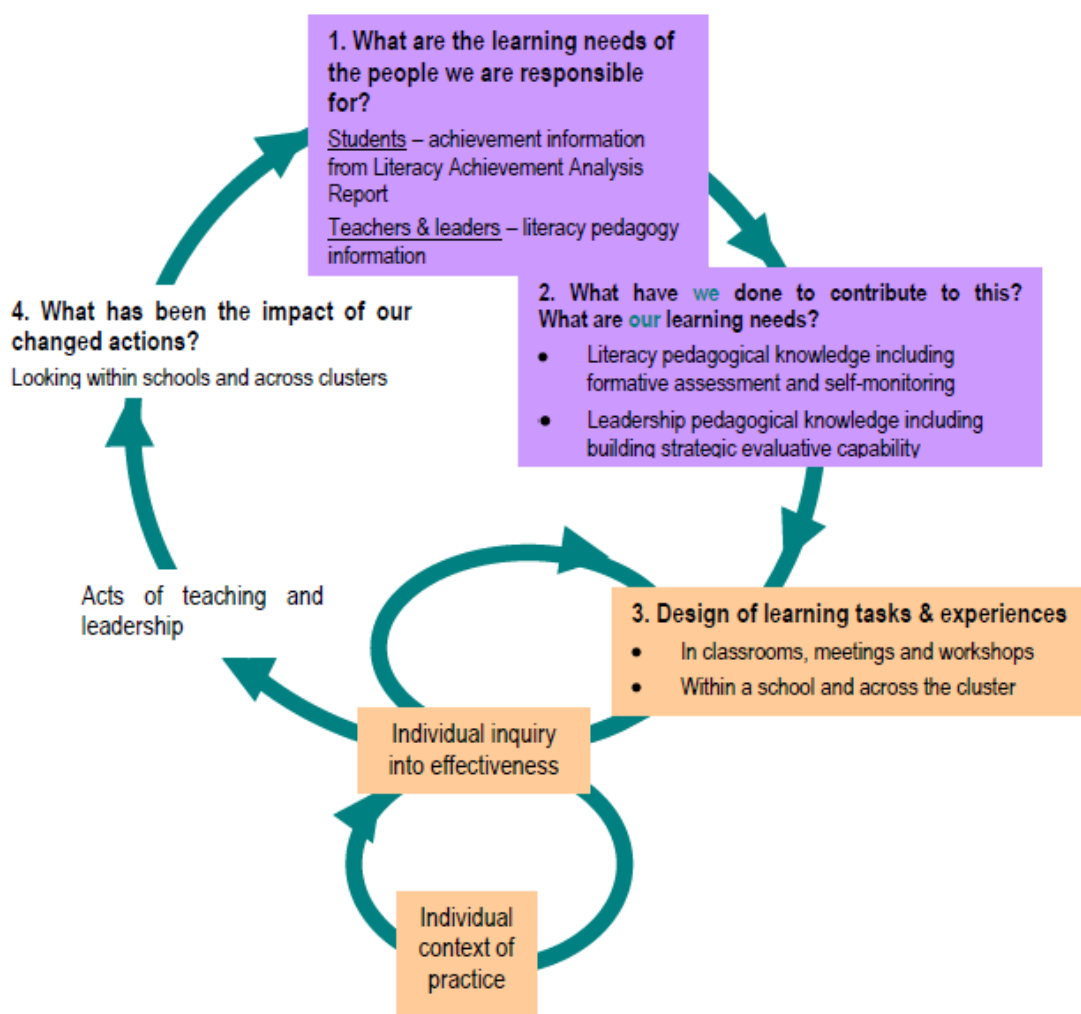 1. What are the learning needs of
the people we are responsible
for?
Students – achievement information
from Literacy Achievement Analysis
Report
Teachers & leaders – literacy pedagogy
information
2. What have we done to contribute to this?
What are our learning needs?
• Literacy pedagogical knowledge including
formative assessment and self-monitoring
• Leadership pedagogical knowledge including
building strategic evaluative capability
3. Design of learning tasks & experiences
• In classrooms, meetings and workshops
• Within a school and across the cluster
Individual inquiry
into effectiveness
Individual
context of
practice
Acts of teaching and
leadership
4. What has been the impact of our
changed actions?
Looking within schools and across clusters